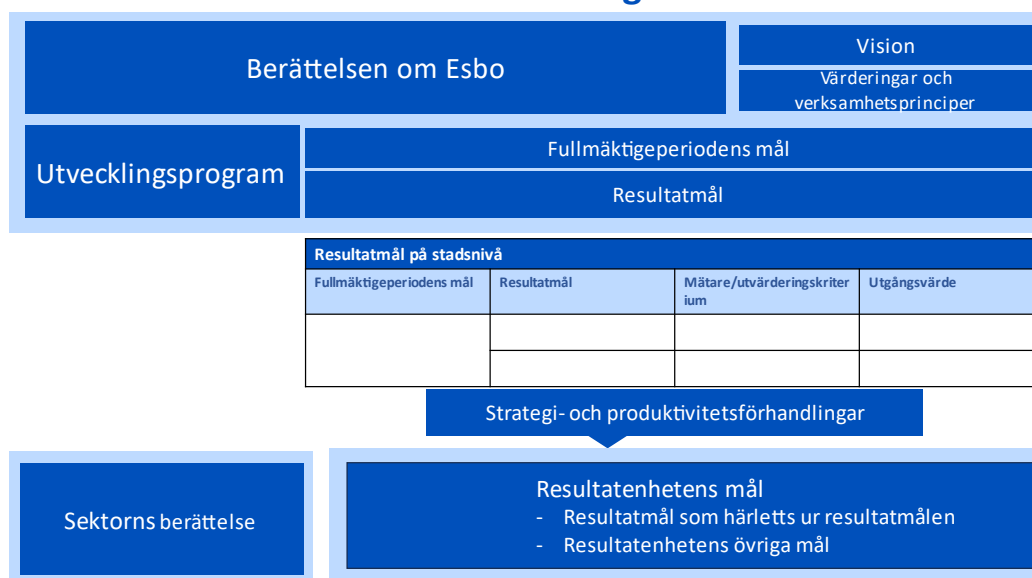 Berättelsen om Esbo
Vision
Värderingar och
verksamhetsprinciper
Utvecklingsprogram
Fullmäktigeperiodens mål
Resultatmål
Resultatmål på stadsnivå
Fullmäktigeperiodens mål
Resultatmål
Mätare/utvärderingskriter
ium
Utgångsvärde
Strategi- och produktivitetsförhandlingar
Sektorns berättelse
Resultatenhetens mål
- Resultatmål som härletts ur resultatmålen
- Resultatenhetens övriga mål